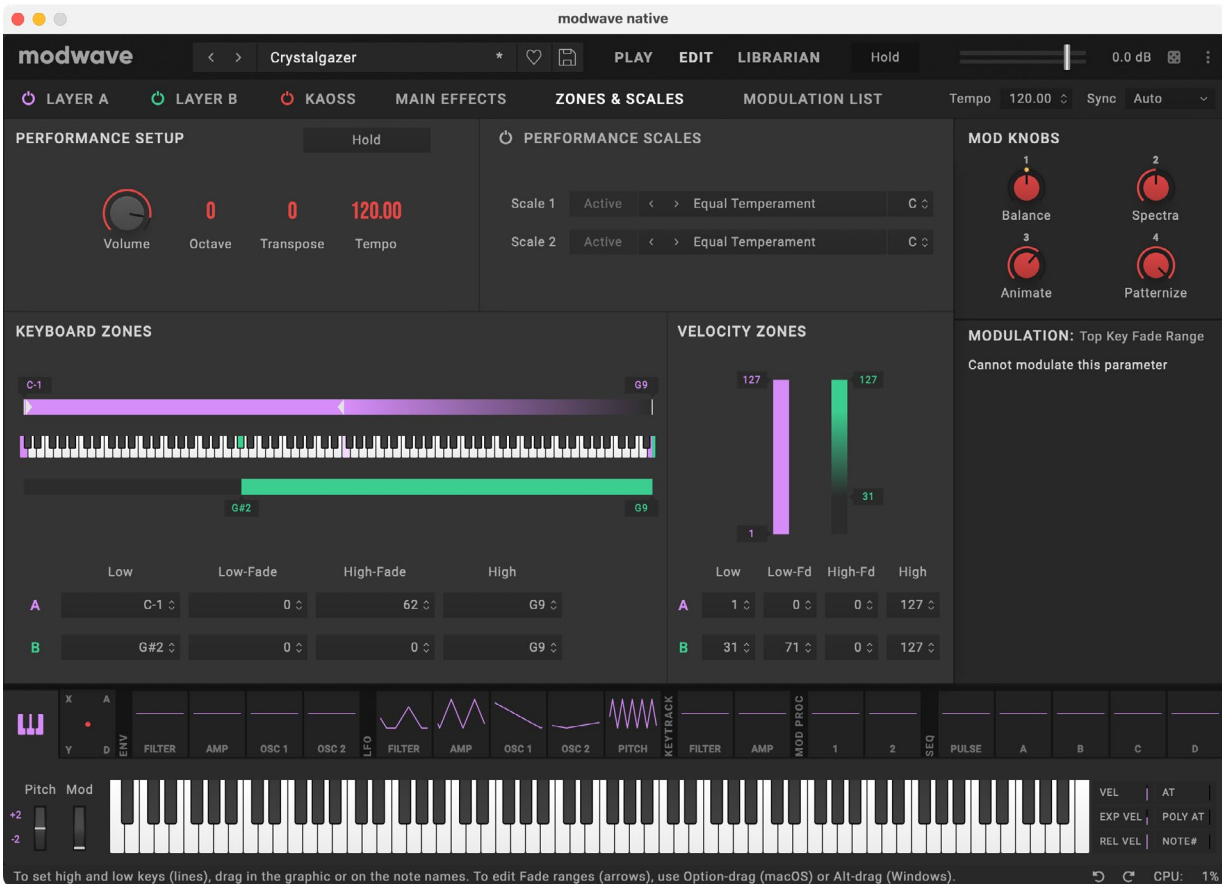 modwave native
modwave Crystalgazer * PLAY EDIT LIBRARIAN Hold 0.0 dB
LAYER A LAYER B KAOSS MAIN EFFECTS ZONES & SCALES MODULATION LIST Tempo 120.00 Sync Auto
PERFORMANCE SETUP Hold
0 0 120.00
Volume Octave Transpose Tempo
PERFORMANCE SCALES
Scale 1 Active < > Equal Temperament C
Scale 2 Active < > Equal Temperament C
MOD KNOBS
1 2
Balance Spectra
3 4
Animate Patternize
KEYBOARD ZONES
C-1 G9
G#2 G9
Low Low-Fade High-Fade High
A C-1 0 62 G9
B G#2 0 0 G9
VELOCITY ZONES
127 127
31
1
Low Low-Fd High-Fd High
A 1 0 0 127
B 31 71 0 127
MODULATION: Top Key Fade Range
Cannot modulate this parameter
X A
Y D
ENV FILTER AMP OSC 1 OSC 2
LFO FILTER AMP OSC 1 OSC 2 PITCH
KEYTRACK FILTER AMP
MOD PROC 1 2
SEQ PULSE A B C D
Pitch Mod
+2
-2
VEL AT
EXP VEL POLY AT
REL VEL NOTE#
To set high and low keys (lines), drag in the graphic or on the note names. To edit Fade ranges (arrows), use Option-drag (macOS) or Alt-drag (Windows). CPU: 1%